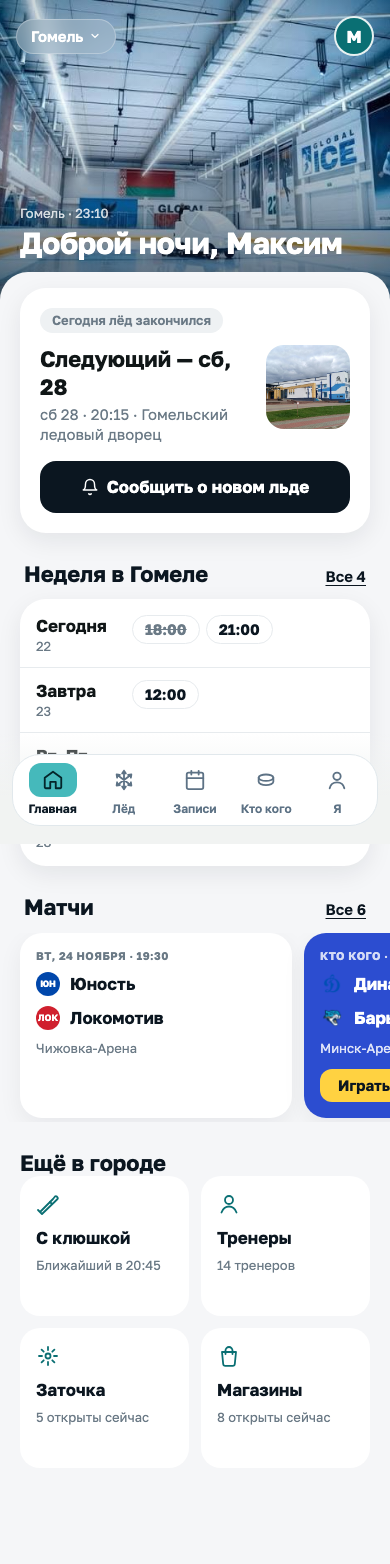 Гомель
М
GLOBAL
ICE
GLOBAL
Гомель · 23:10
Доброй ночи, Максим
Сегодня лёд закончился
Следующий — сб,
28
сб 28 · 20:15 · Гомельский
ледовый дворец
Сообщить о новом льде
Неделя в Гомеле
Все 4
Сегодня
18:00
21:00
22
Завтра
12:00
23
Главная
Лёд
Записи
Кто кого
Я
Матчи
Все 6
ВТ, 24 НОЯБРЯ · 19:30
ЮН Юность
ЛОК Локомотив
Чижовка-Арена
КТО КОГО ·
Дина
Бары
Минск-Аре
Играть
Ещё в городе
С клюшкой
Ближайший в 20:45
Тренеры
14 тренеров
Заточка
5 открыты сейчас
Магазины
8 открыты сейчас